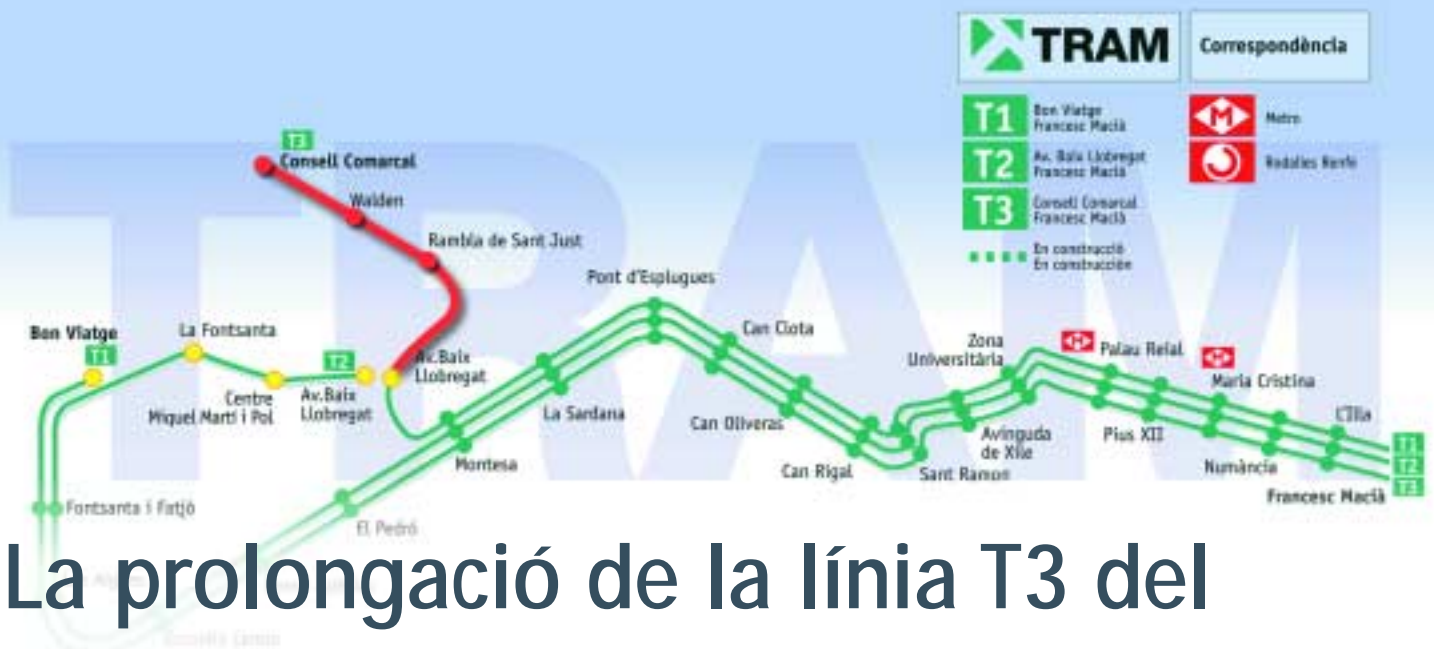 TRAM
Correspondència
T1 Bon Viatge
Francesc Macià
Metro
T2 Av. Baix Llobregat
Francesc Macià
Rodalies Renfe
T3 Consell Comarcal
Francesc Macià
En construcció
En construcción
TRAM
T3
Consell Comarcal
Walden
Rambla de Sant Just
Pont d'Esplugues
Bon Viatge
T1
La Fontsanta
T2
Centre
Miquel Martí i Pol
Av.Baix
Llobregat
Av.Baix
Llobregat
Can Clota
Zona
Universitària
Palau Reial
Maria Cristina
La Sardana
Can Oliveras
L'Illa
Montesa
Can Rigal
Sant Ramon
Avinguda
de Xile
Pius XII
Numància
Francesc Macià
T1
T2
T3
Fontsanta i Fatjó
El Pedró
La prolongació de la línia T3 del